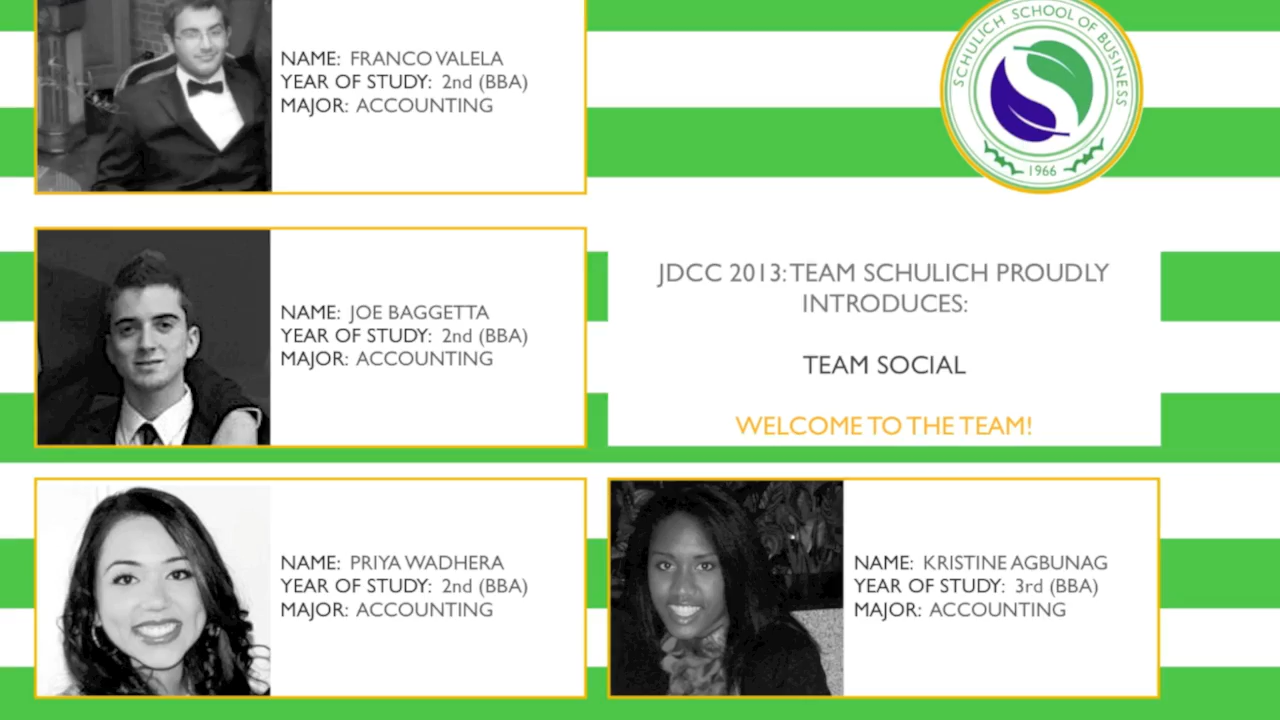 NAME: FRANCO VALELA
YEAR OF STUDY: 2nd (BBA)
MAJOR: ACCOUNTING
SCHULICH SCHOOL OF BUSINESS
1966
NAME: JOE BAGGETTA
YEAR OF STUDY: 2nd (BBA)
MAJOR: ACCOUNTING
JDCC 2013: TEAM SCHULICH PROUDLY
INTRODUCES:
TEAM SOCIAL
WELCOME TO THE TEAM!
NAME: PRIYA WADHERA
YEAR OF STUDY: 2nd (BBA)
MAJOR: ACCOUNTING
NAME: KRISTINE AGBUNAG
YEAR OF STUDY: 3rd (BBA)
MAJOR: ACCOUNTING